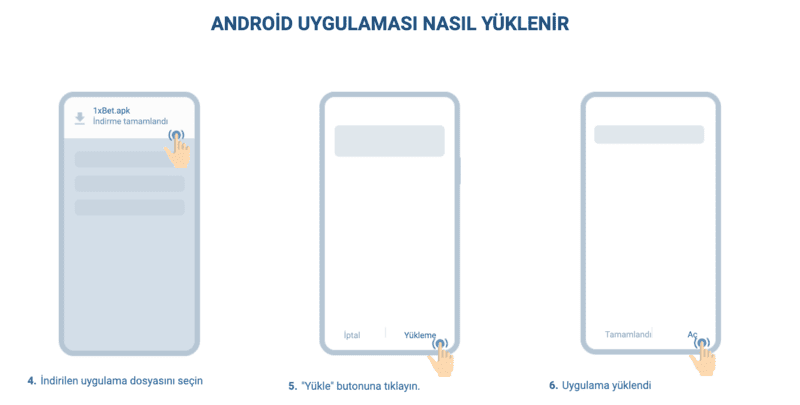 ANDROİD UYGULAMASI NASIL YÜKLENİR
1xBet.apk
İndirme tamamlandı
İptal
Yükleme
Tamamlandı
Aç
4. İndirilen uygulama dosyasını seçin
5. "Yükle" butonuna tıklayın.
6. Uygulama yüklendi